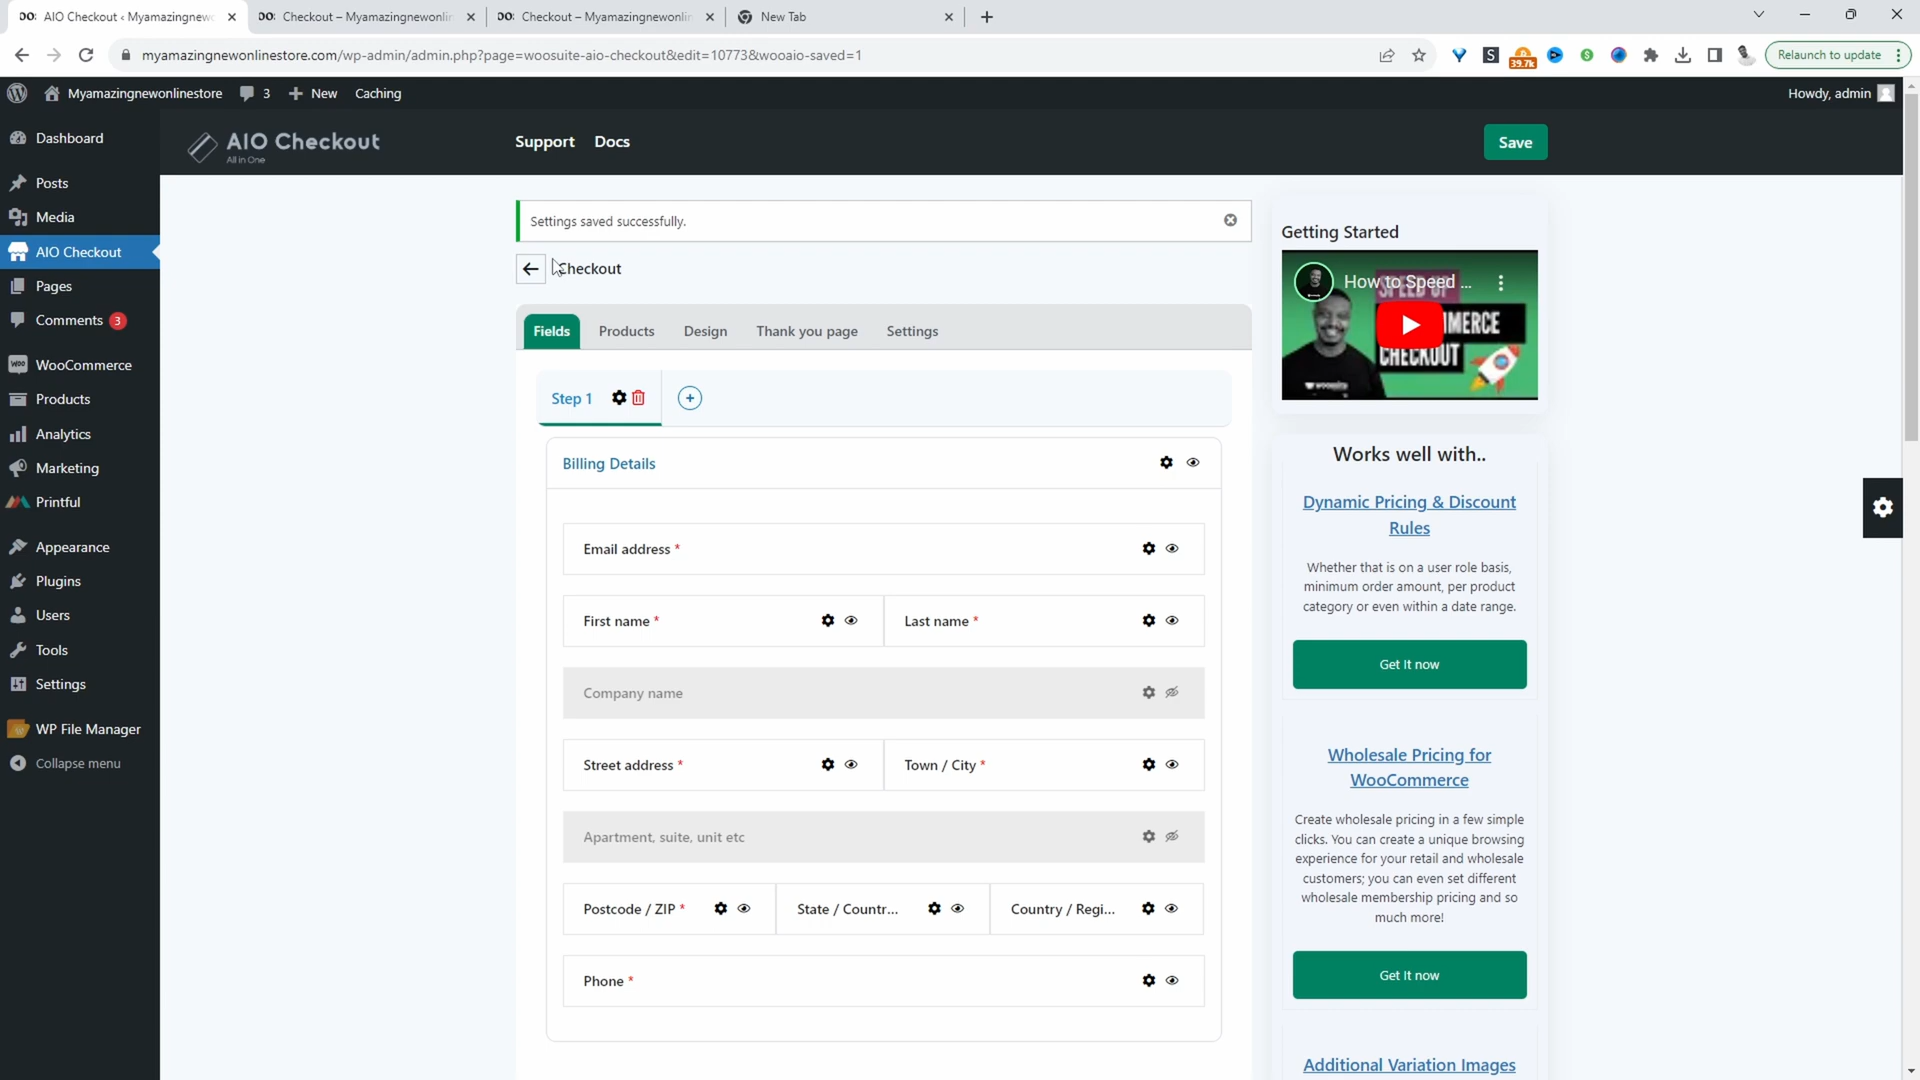 AIO Checkout ‹ Myamazingnew
Checkout – Myamazingnewonlin
Checkout – Myamazingnewonlin
New Tab
myamazingnewonlinestore.com/wp-admin/admin.php?page=woosuite-aio-checkout&edit=10773&wooaio-saved=1
39.7k
Relaunch to update
Myamazingnewonlinestore
3
New
Caching
Howdy, admin
Dashboard
Posts
Media
AIO Checkout
Pages
Comments 3
WooCommerce
Products
Analytics
Marketing
Printful
Appearance
Plugins
Users
Tools
Settings
WP File Manager
Collapse menu
AIO Checkout
All in One
Support
Docs
Save
Settings saved successfully.
Checkout
Fields
Products
Design
Thank you page
Settings
Step 1
Billing Details
Email address *
First name *
Last name *
Company name
Street address *
Town / City *
Apartment, suite, unit etc
Postcode / ZIP *
State / Countr...
Country / Regi...
Phone *
Getting Started
How to Speed ...
SPEED UP
MMERCE
CHECKOUT
woosuite
Works well with..
Dynamic Pricing & Discount
Rules
Whether that is on a user role basis,
minimum order amount, per product
category or even within a date range.
Get It now
Wholesale Pricing for
WooCommerce
Create wholesale pricing in a few simple
clicks. You can create a unique browsing
experience for your retail and wholesale
customers; you can even set different
wholesale membership pricing and so
much more!
Get It now
Additional Variation Images